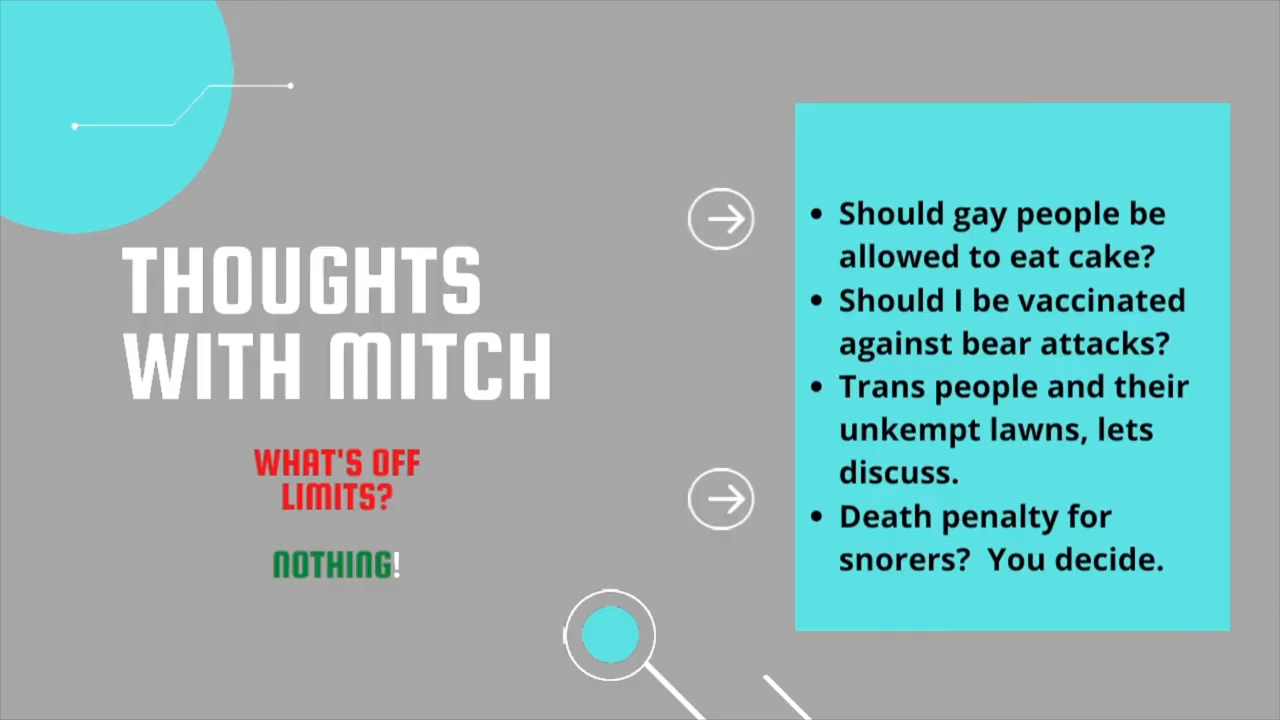 THOUGHTS
WITH MITCH
WHAT'S OFF
LIMITS?
NOTHING!
• Should gay people be
allowed to eat cake?
• Should I be vaccinated
against bear attacks?
• Trans people and their
unkempt lawns, lets
discuss.
• Death penalty for
snorers?  You decide.